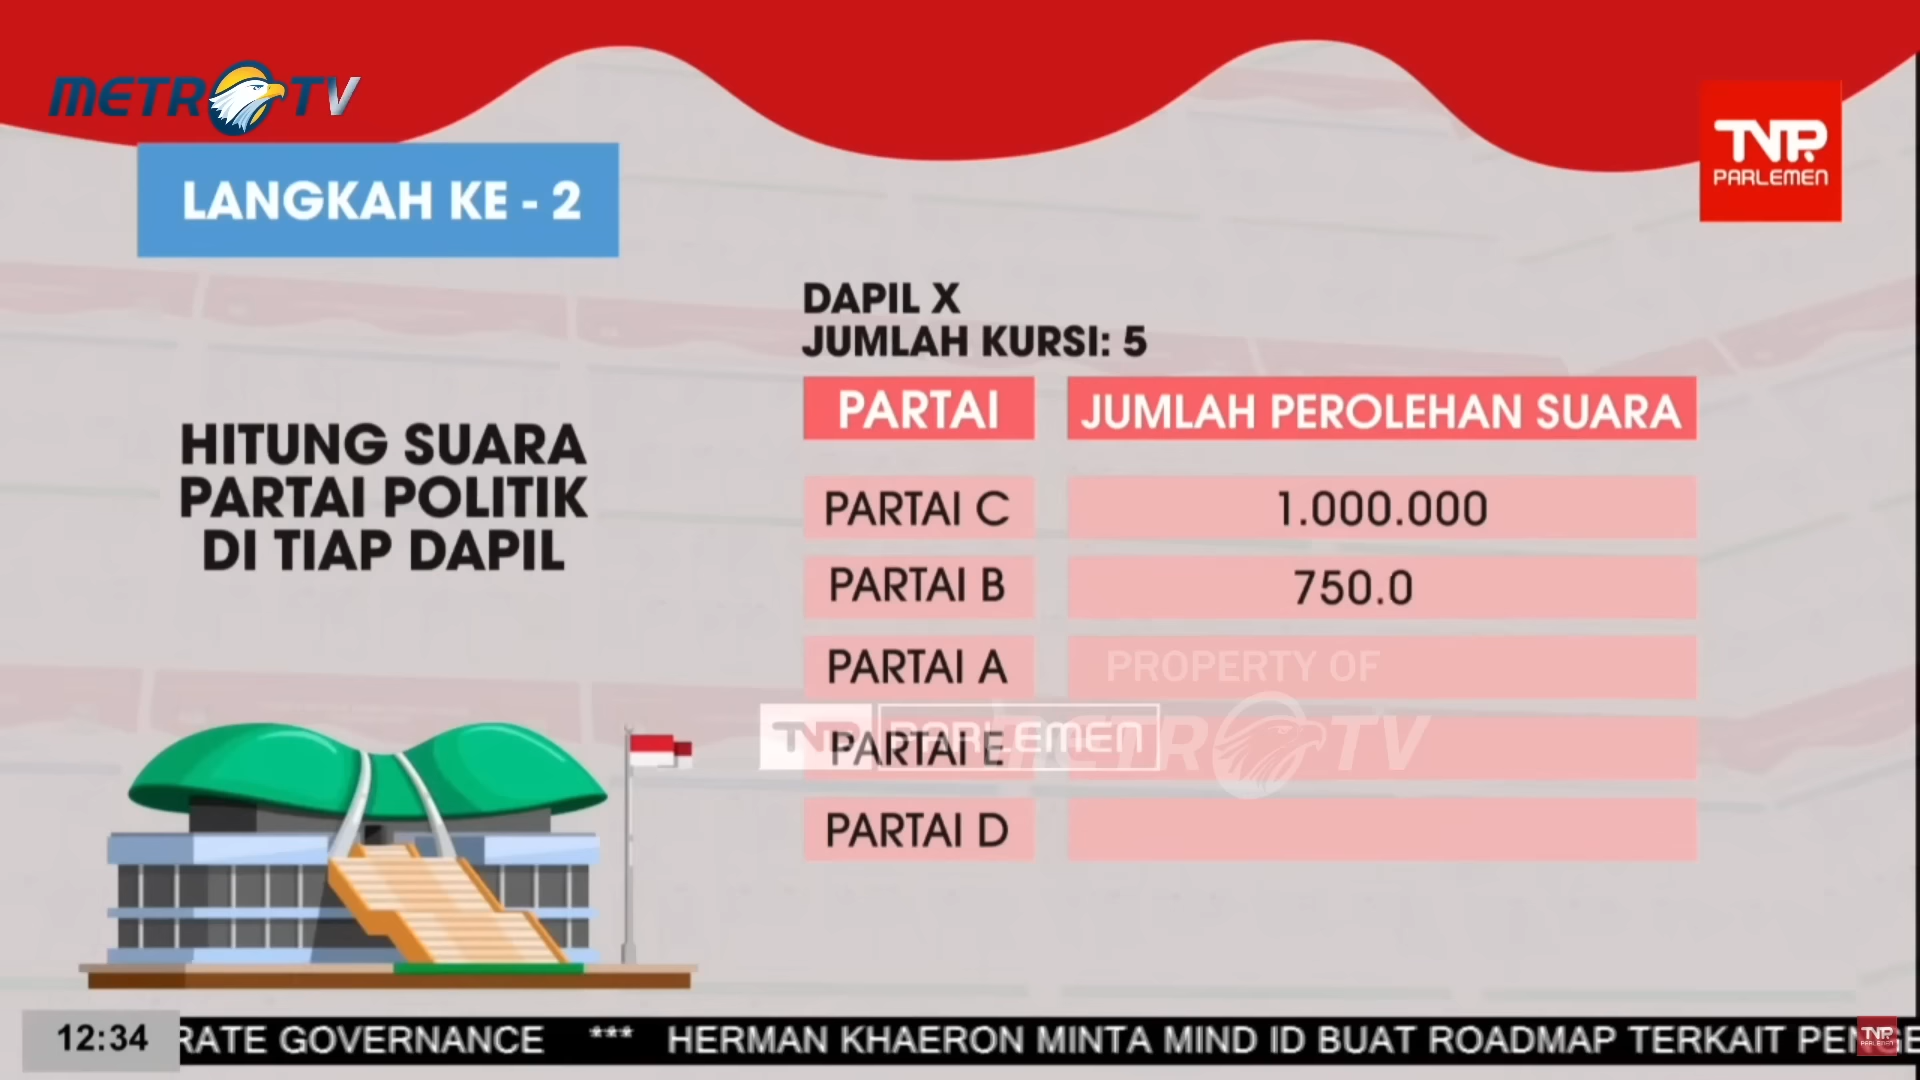 METRO TV
TVR PARLEMEN
LANGKAH KE - 2
DAPIL X
JUMLAH KURSI: 5
PARTAI JUMLAH PEROLEHAN SUARA
HITUNG SUARA
PARTAI POLITIK
DI TIAP DAPIL
PARTAI C 1.000.000
PARTAI B 750.0
PARTAI A
PROPERTY OF
METRO TV
TVR PARLEMEN
PARTAI E
PARTAI D
12:34 RATE GOVERNANCE *** HERMAN KHAERON MINTA MIND ID BUAT ROADMAP TERKAIT
TVR PARLEMEN